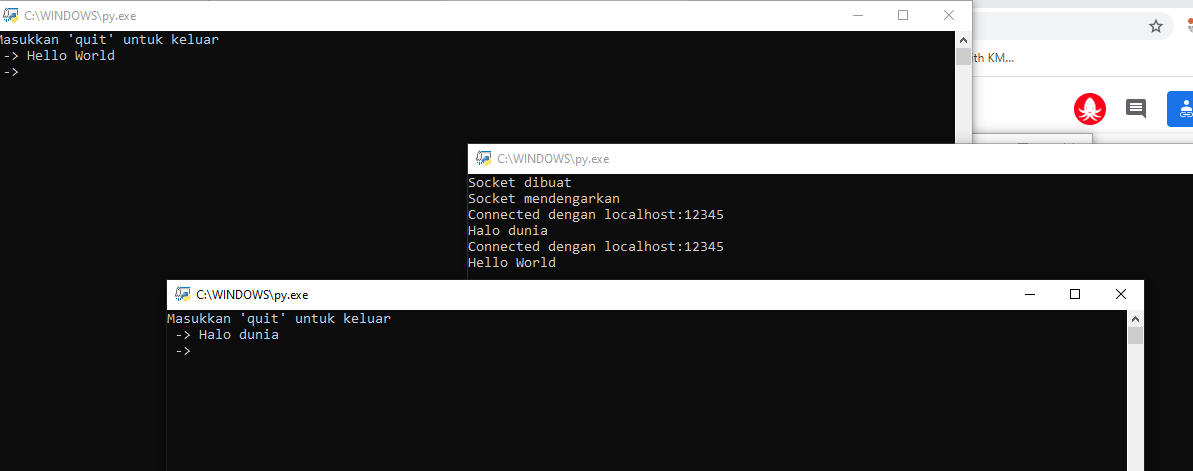 C:\WINDOWS\py.exe
Masukkan 'quit' untuk keluar
-> Hello World
->
ith KM...
C:\WINDOWS\py.exe
Socket dibuat
Socket mendengarkan
Connected dengan localhost:12345
Halo dunia
Connected dengan localhost:12345
Hello World
C:\WINDOWS\py.exe
Masukkan 'quit' untuk keluar
-> Halo dunia
->